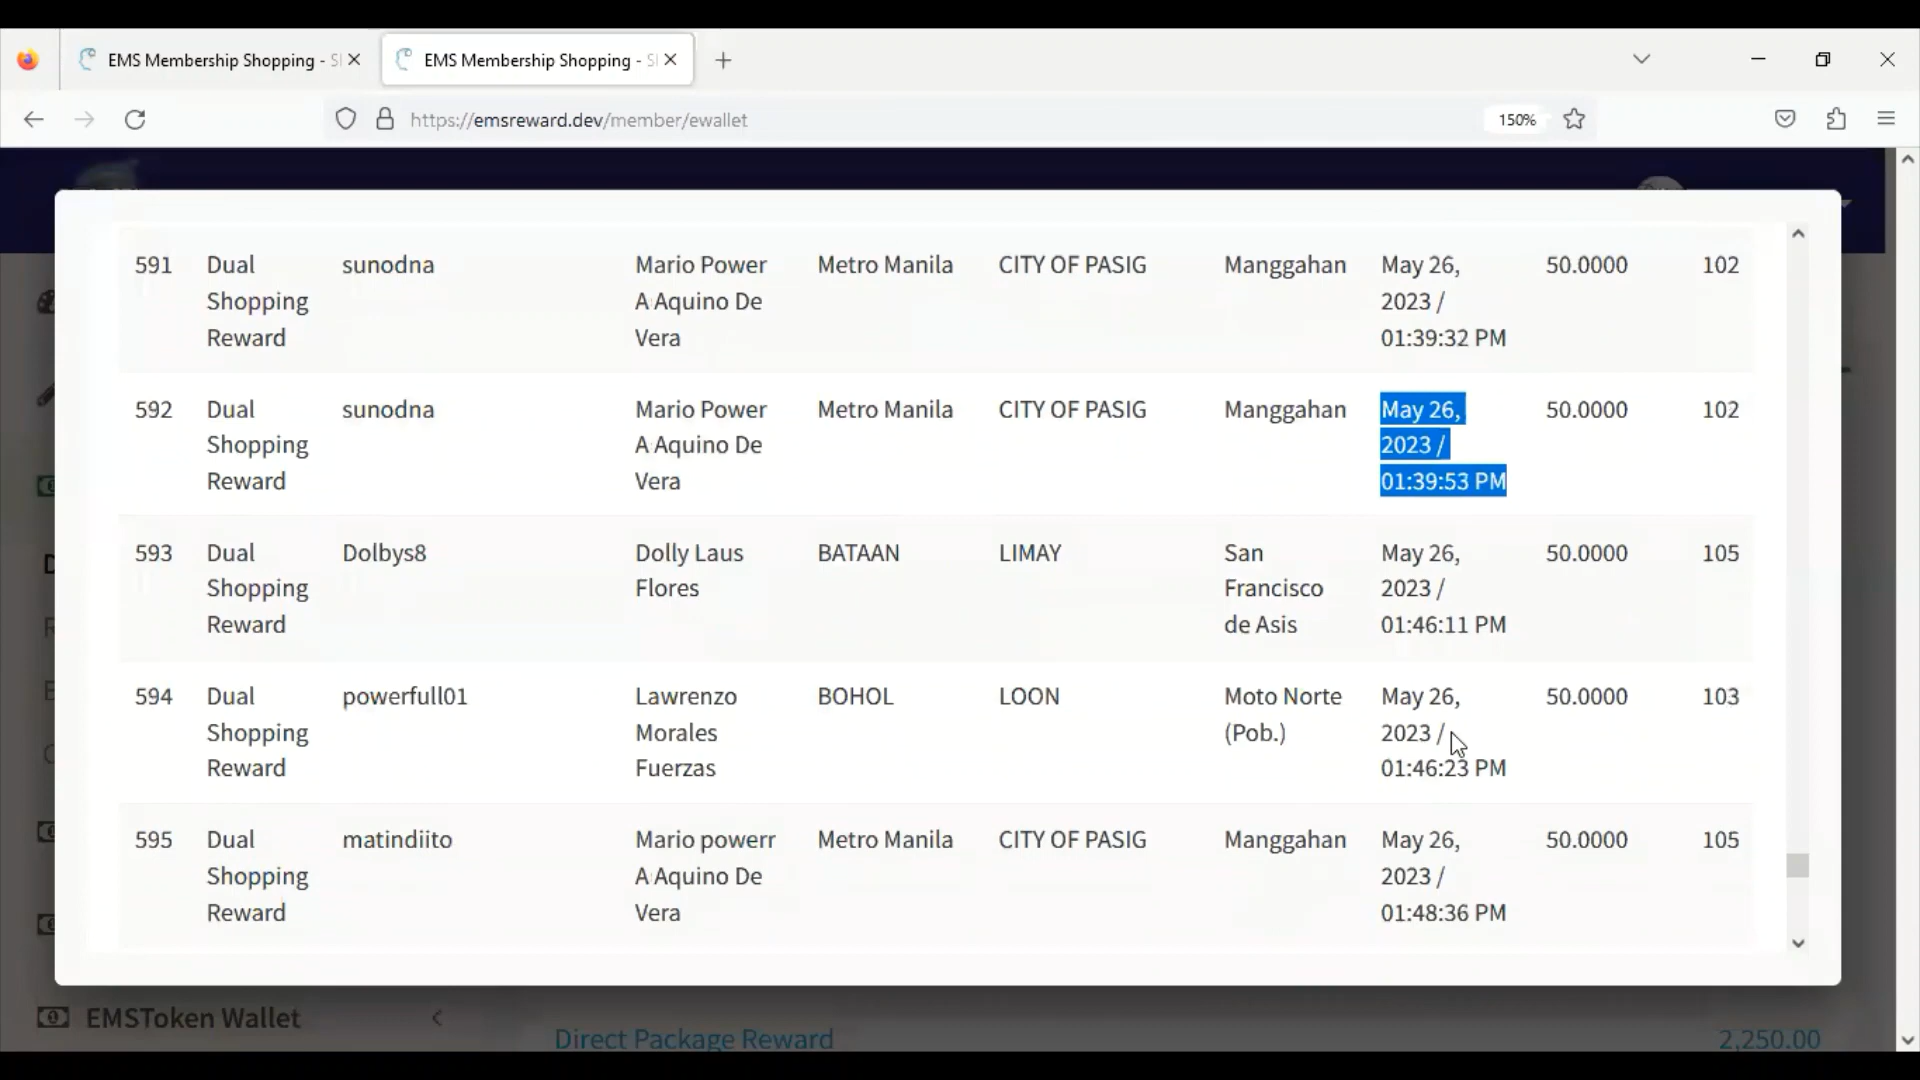 EMS Membership Shopping - S
EMS Membership Shopping - S
https://emsreward.dev/member/ewallet
150%
591 Dual sunodna Mario Power Metro Manila CITY OF PASIG Manggahan May 26, 50.0000 102
Shopping A Aquino De 2023 /
Reward Vera 01:39:32 PM
592 Dual sunodna Mario Power Metro Manila CITY OF PASIG Manggahan May 26, 50.0000 102
Shopping A Aquino De 2023 /
Reward Vera 01:39:53 PM
593 Dual Dolbys8 Dolly Laus BATAAN LIMAY San May 26, 50.0000 105
Shopping Flores Francisco 2023 /
Reward de Asis 01:46:11 PM
594 Dual powerfull01 Lawrenzo BOHOL LOON Moto Norte May 26, 50.0000 103
Shopping Morales (Pob.) 2023 /
Reward Fuerzas 01:46:23 PM
595 Dual matindiito Mario powerr Metro Manila CITY OF PASIG Manggahan May 26, 50.0000 105
Shopping A Aquino De 2023 /
Reward Vera 01:48:36 PM
EMSToken Wallet
Direct Package Reward 2,250.00